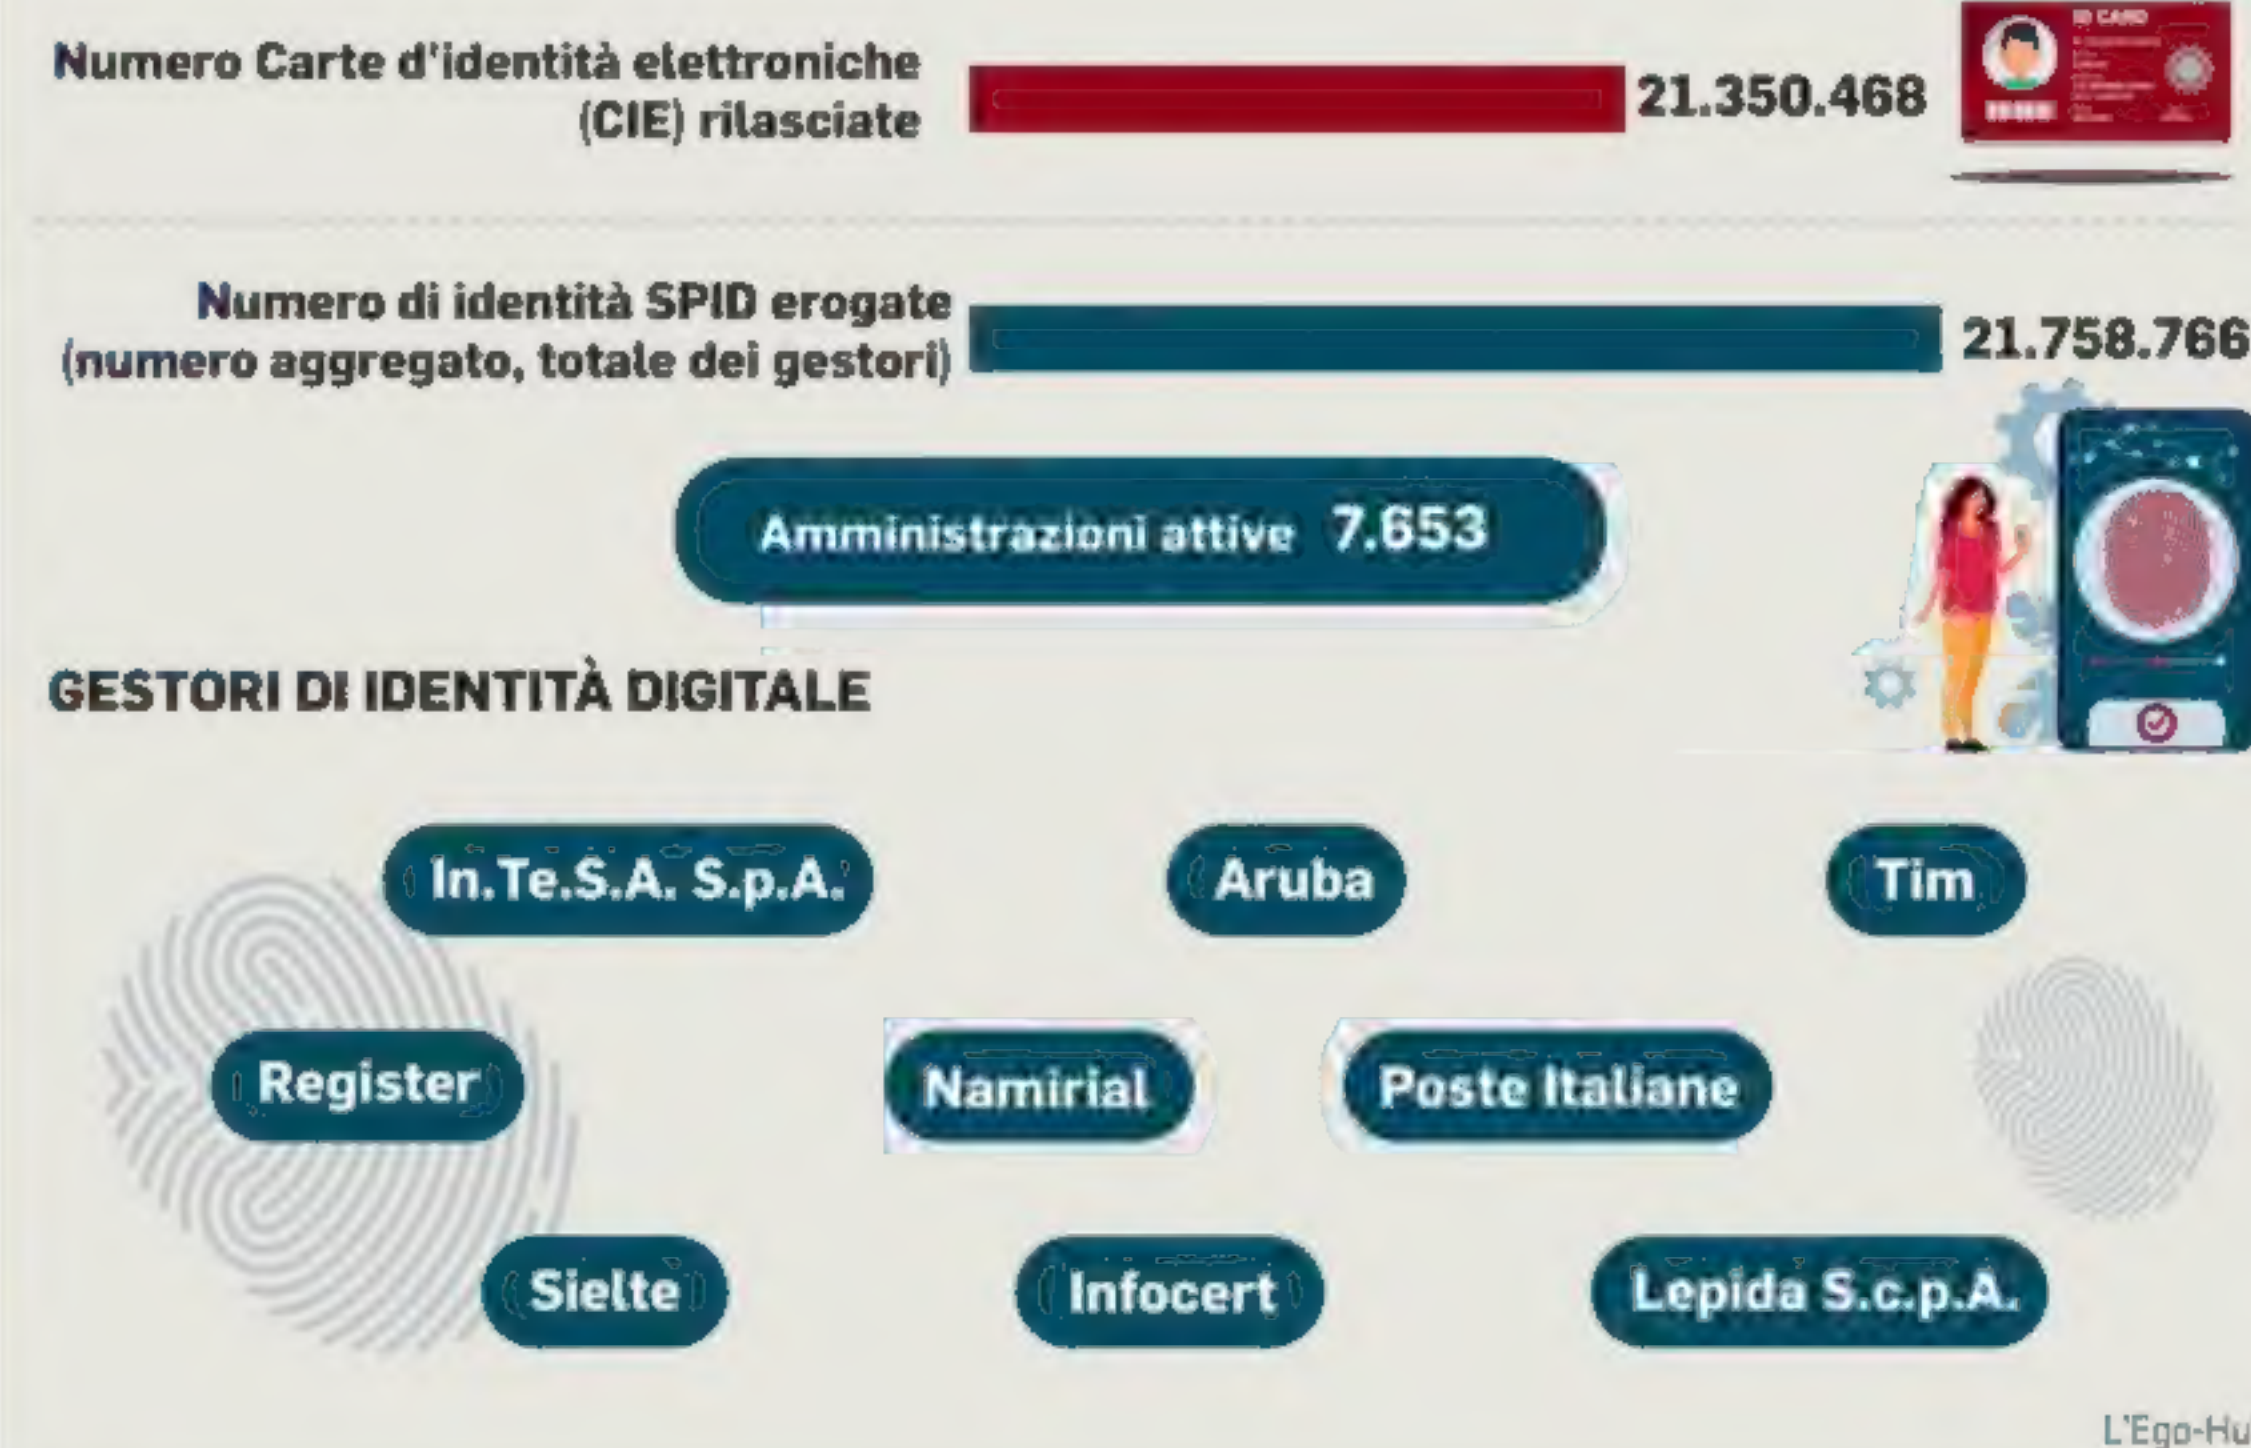 Numero Carte d'identità elettroniche
(CIE) rilasciate
21.350.468
ID CARD
Numero di identità SPID erogate
(numero aggregato, totale dei gestori)
21.758.766
Amministrazioni attive 7.653
GESTORI DI IDENTITÀ DIGITALE
In.Te.S.A. S.p.A.
Aruba
Tim
Register
Namirial
Poste Italiane
Sielte
Infocert
Lepida S.c.p.A.
L'Ego-Hu